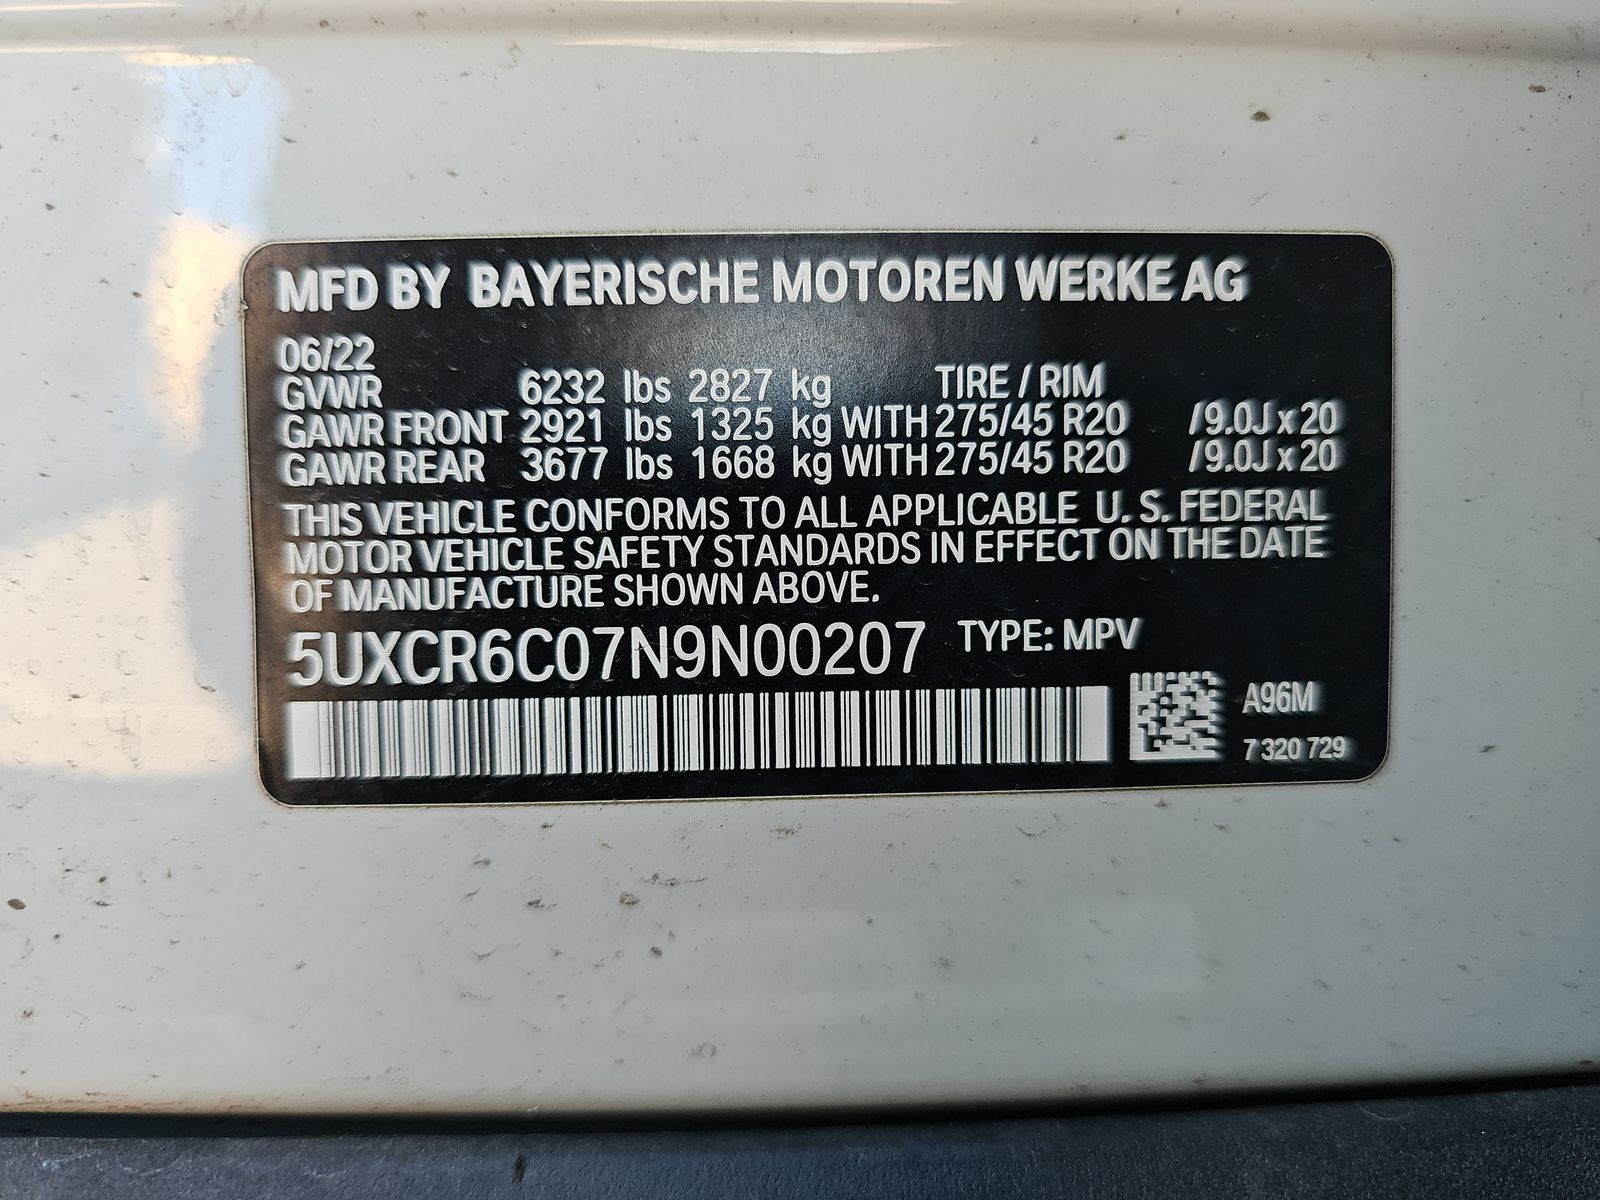 MFD BY BAYERISCHE MOTOREN WERKE AG
06/22
GVWR 6232 lbs 2827 kg TIRE / RIM
GAWR FRONT 2921 lbs 1325 kg WITH 275/45 R20 /9.0J x 20
GAWR REAR 3677 lbs 1668 kg WITH 275/45 R20 /9.0J x 20
THIS VEHICLE CONFORMS TO ALL APPLICABLE U. S. FEDERAL
MOTOR VEHICLE SAFETY STANDARDS IN EFFECT ON THE DATE
OF MANUFACTURE SHOWN ABOVE.
5UXCR6C07N9N00207 TYPE: MPV
A96M
7 320 729